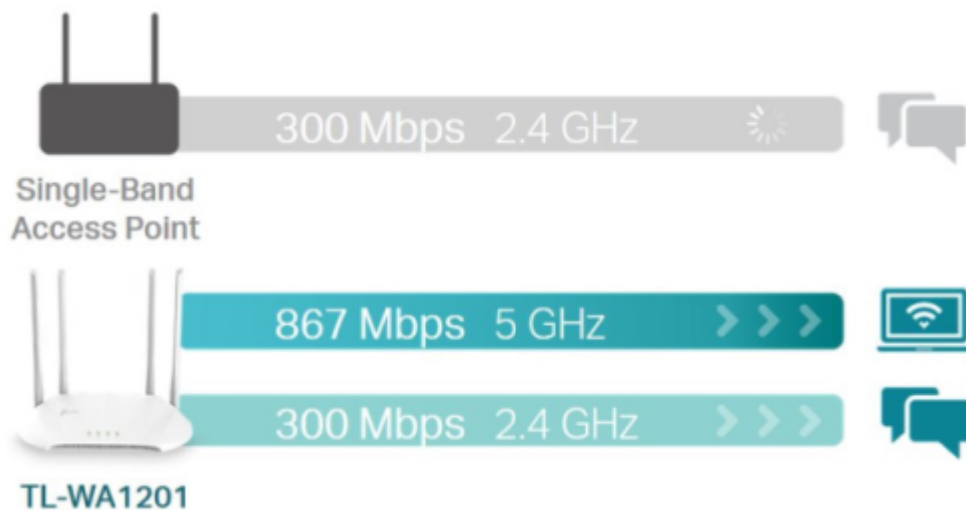 300 Mbps 2.4 GHz
Single-Band
Access Point
867 Mbps 5 GHz
300 Mbps 2.4 GHz
TL-WA1201